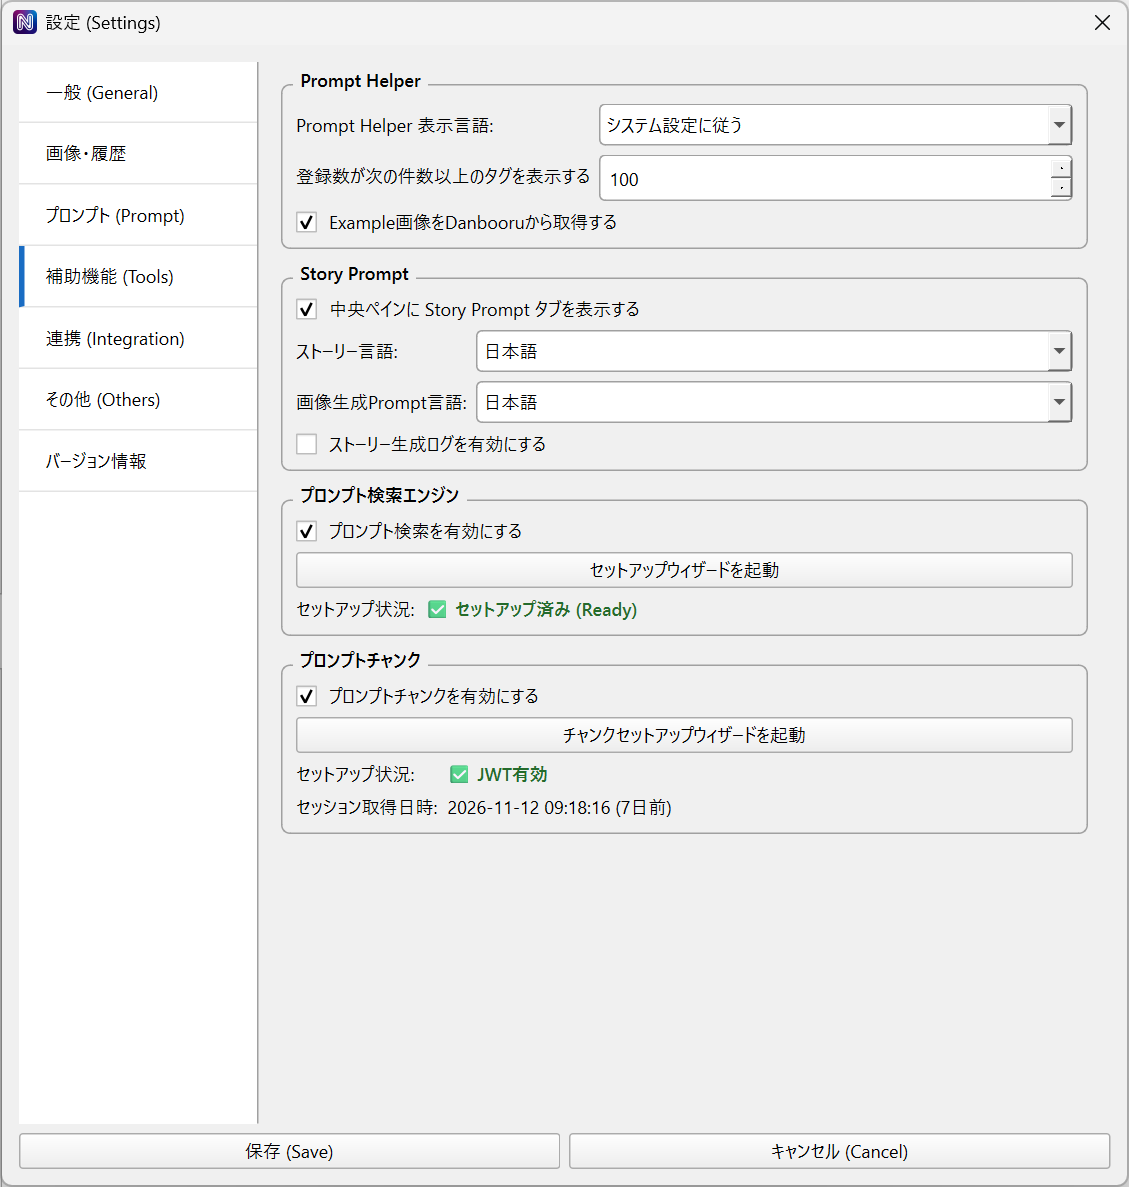 設定 (Settings)
一般 (General)
画像・履歴
プロンプト (Prompt)
補助機能 (Tools)
連携 (Integration)
その他 (Others)
バージョン情報
Prompt Helper
Prompt Helper 表示言語: システム設定に従う
登録数が次の件数以上のタグを表示する 100
Example画像をDanbooruから取得する
Story Prompt
中央ペインに Story Prompt タブを表示する
ストーリー言語: 日本語
画像生成Prompt言語: 日本語
ストーリー生成ログを有効にする
プロンプト検索エンジン
プロンプト検索を有効にする
セットアップウィザードを起動
セットアップ状況: ✅ セットアップ済み (Ready)
プロンプトチャンク
プロンプトチャンクを有効にする
チャンクセットアップウィザードを起動
セットアップ状況: ✅ JWT有効
セッション取得日時: 2026-11-12 09:18:16 (7日前)
保存 (Save)
キャンセル (Cancel)